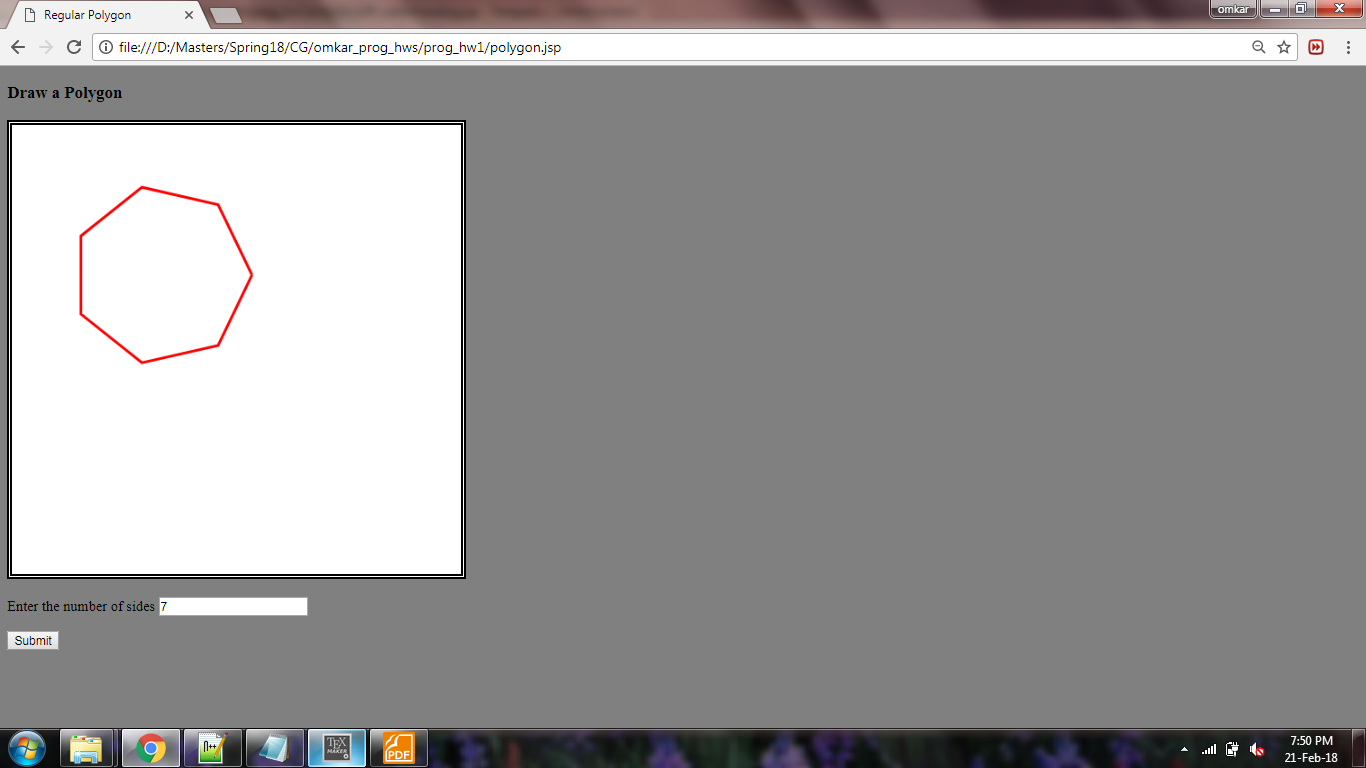 Regular Polygon
omkar
file:///D:/Masters/Spring18/CG/omkar_prog_hws/prog_hw1/polygon.jsp
Draw a Polygon
Enter the number of sides 7
Submit
n++
TEX
MAKER
PDF
7:50 PM
21-Feb-18